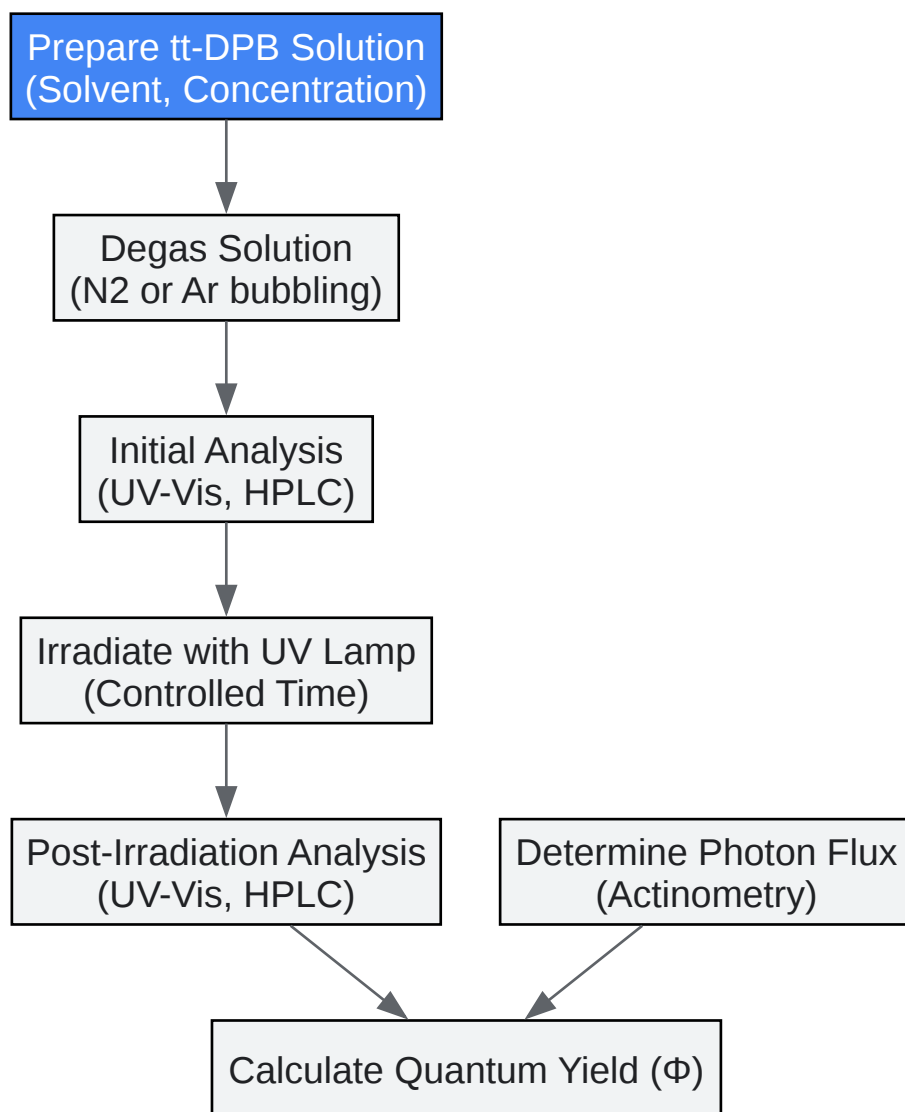 Prepare tt-DPB Solution
(Solvent, Concentration)
Degas Solution
(N2 or Ar bubbling)
Initial Analysis
(UV-Vis, HPLC)
Irradiate with UV Lamp
(Controlled Time)
Post-Irradiation Analysis
(UV-Vis, HPLC)
Determine Photon Flux
(Actinometry)
Calculate Quantum Yield (Φ)